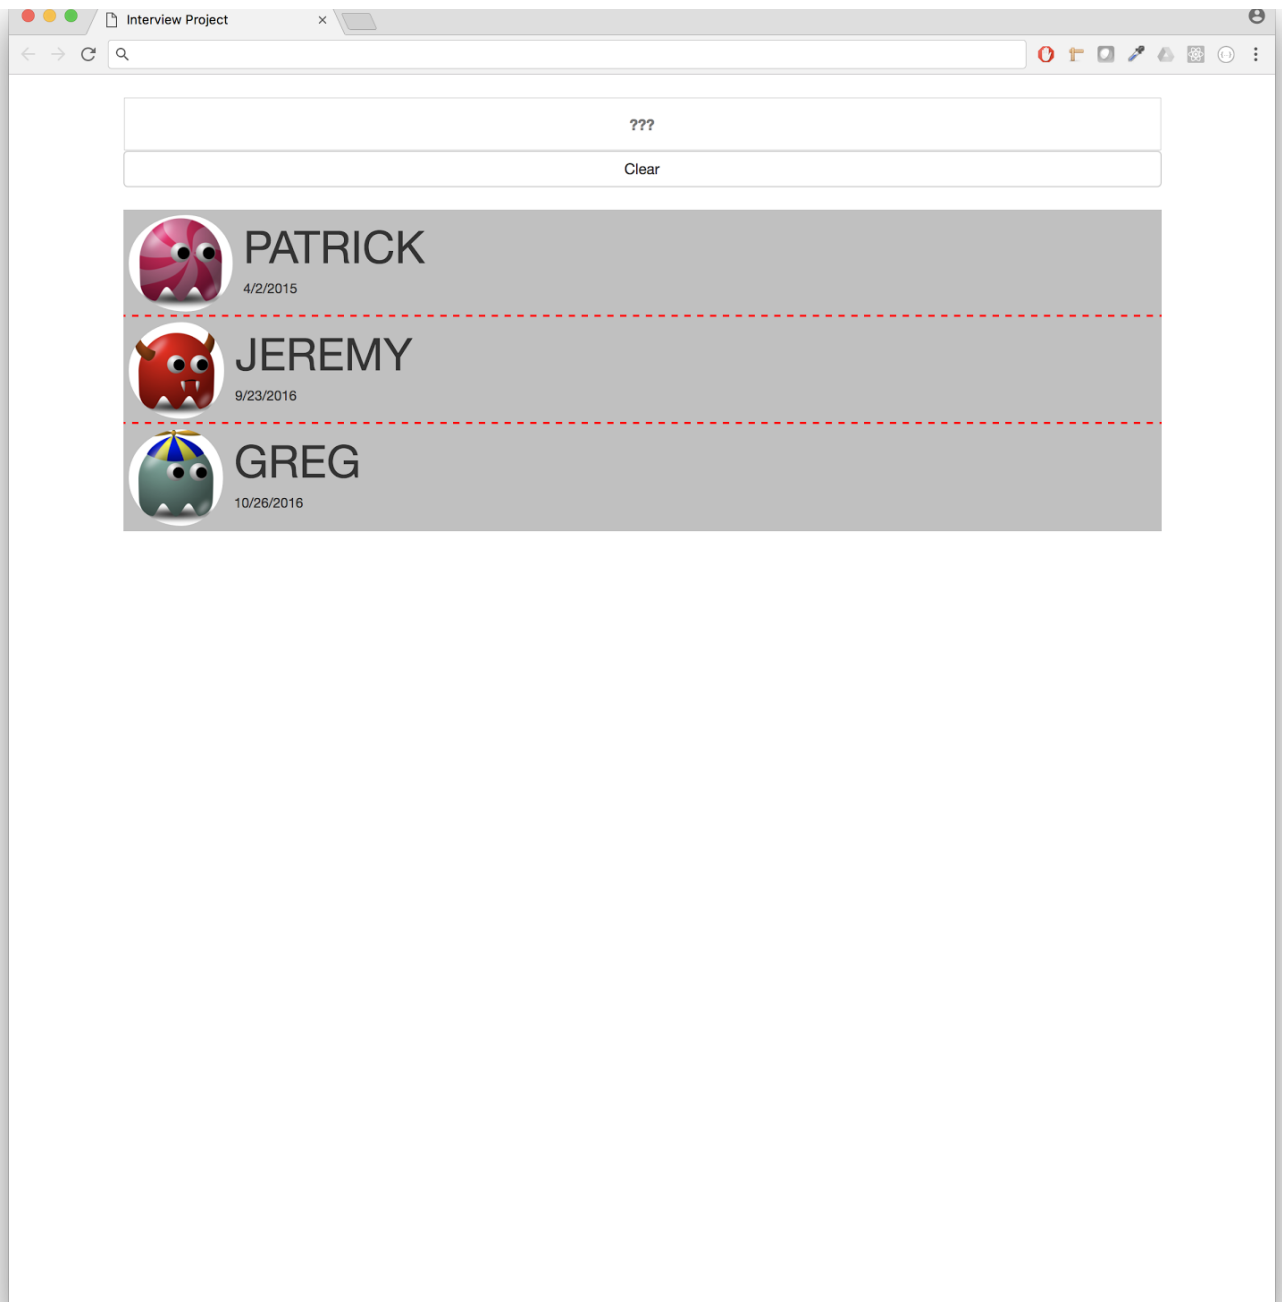 Interview Project
???
Clear
PATRICK
4/2/2015
JEREMY
9/23/2016
GREG
10/26/2016